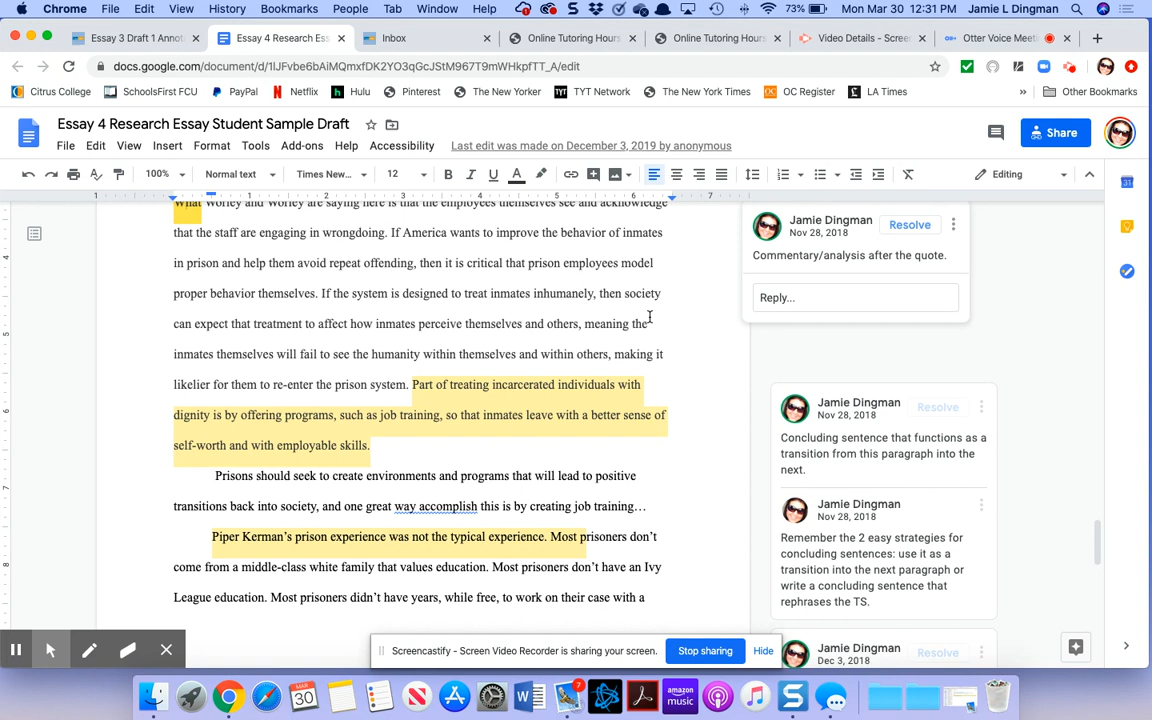 Chrome File Edit View History Bookmarks People Tab Window Help 73% Mon Mar 30 12:31 PM Jamie L Dingman
Essay 3 Draft 1 Annot
Essay 4 Research Ess
Inbox
Online Tutoring Hours
Online Tutoring Hours
Video Details - Scree
Otter Voice Meet
docs.google.com/document/d/1IJFvbe6bAiMQmxfDK2YO3qGcJStM967T9mWHkpfTT_A/edit
Citrus College SchoolsFirst FCU PayPal Netflix Hulu Pinterest The New Yorker TYT Network The New York Times OC Register LA Times » Other Bookmarks
Essay 4 Research Essay Student Sample Draft
Share
File Edit View Insert Format Tools Add-ons Help Accessibility Last edit was made on December 3, 2019 by anonymous
100% Normal text Times New... 12 B I U A Editing
1 1 2 3 4 5 6 7
What Worley and Worley are saying here is that the employees themselves see and acknowledge
that the staff are engaging in wrongdoing. If America wants to improve the behavior of inmates
in prison and help them avoid repeat offending, then it is critical that prison employees model
proper behavior themselves. If the system is designed to treat inmates inhumanely, then society
can expect that treatment to affect how inmates perceive themselves and others, meaning the
inmates themselves will fail to see the humanity within themselves and within others, making it
likelier for them to re-enter the prison system. Part of treating incarcerated individuals with
dignity is by offering programs, such as job training, so that inmates leave with a better sense of
self-worth and with employable skills.
Prisons should seek to create environments and programs that will lead to positive
transitions back into society, and one great way accomplish this is by creating job training…
Piper Kerman's prison experience was not the typical experience. Most prisoners don't
come from a middle-class white family that values education. Most prisoners don't have an Ivy
League education. Most prisoners didn't have years, while free, to work on their case with a
4
5
6
7
8
Jamie Dingman
Nov 28, 2018
Resolve
Commentary/analysis after the quote.
Reply...
Jamie Dingman
Nov 28, 2018
Resolve
Concluding sentence that functions as a
transition from this paragraph into the
next.
Jamie Dingman
Nov 28, 2018
Remember the 2 easy strategies for
concluding sentences: use it as a
transition into the next paragraph or
write a concluding sentence that
rephrases the TS.
Jamie Dingman
Dec 3, 2018
Resolve
Screencastify - Screen Video Recorder is sharing your screen. Stop sharing Hide
MAR
30
7
amazon
music